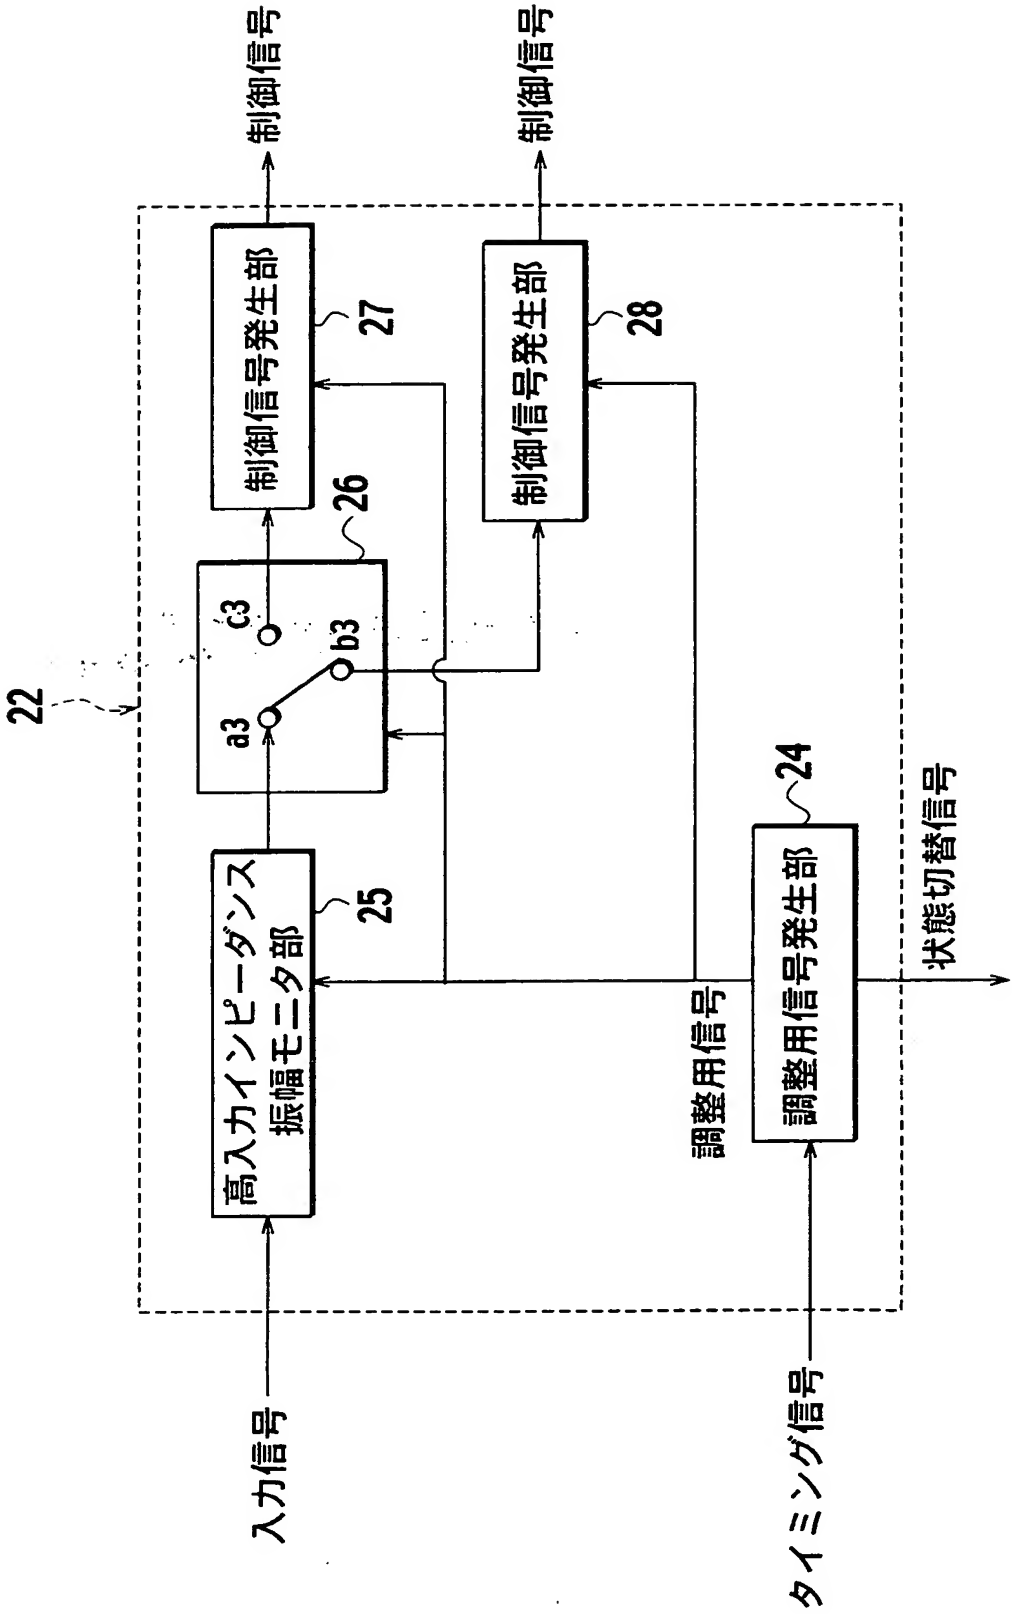 22
入力信号
高入力インピーダンス
振幅モニタ部
25
a3
b3
c3
26
制御信号発生部
27
制御信号
制御信号発生部
28
制御信号
調整用信号
タイミング信号
調整用信号発生部
24
状態切替信号